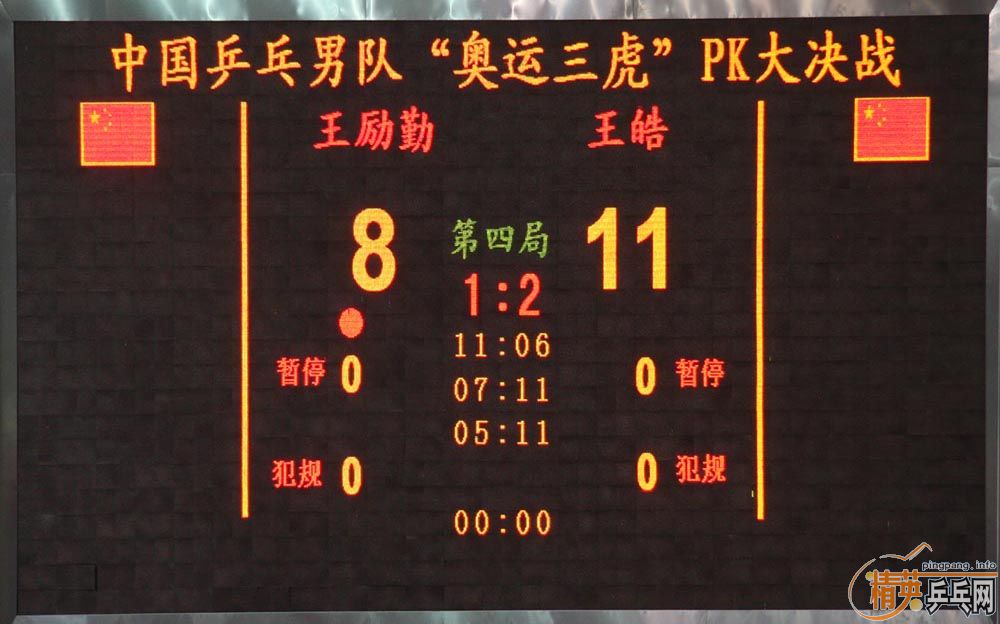 中国乒乓男队“奥运三虎”PK大决战
王励勤 王皓
8 第四局 11
1:2
11:06
暂停 0 0 暂停
07:11
05:11
犯规 0 0 犯规
00:00
pingpang.info
精英乒乓网